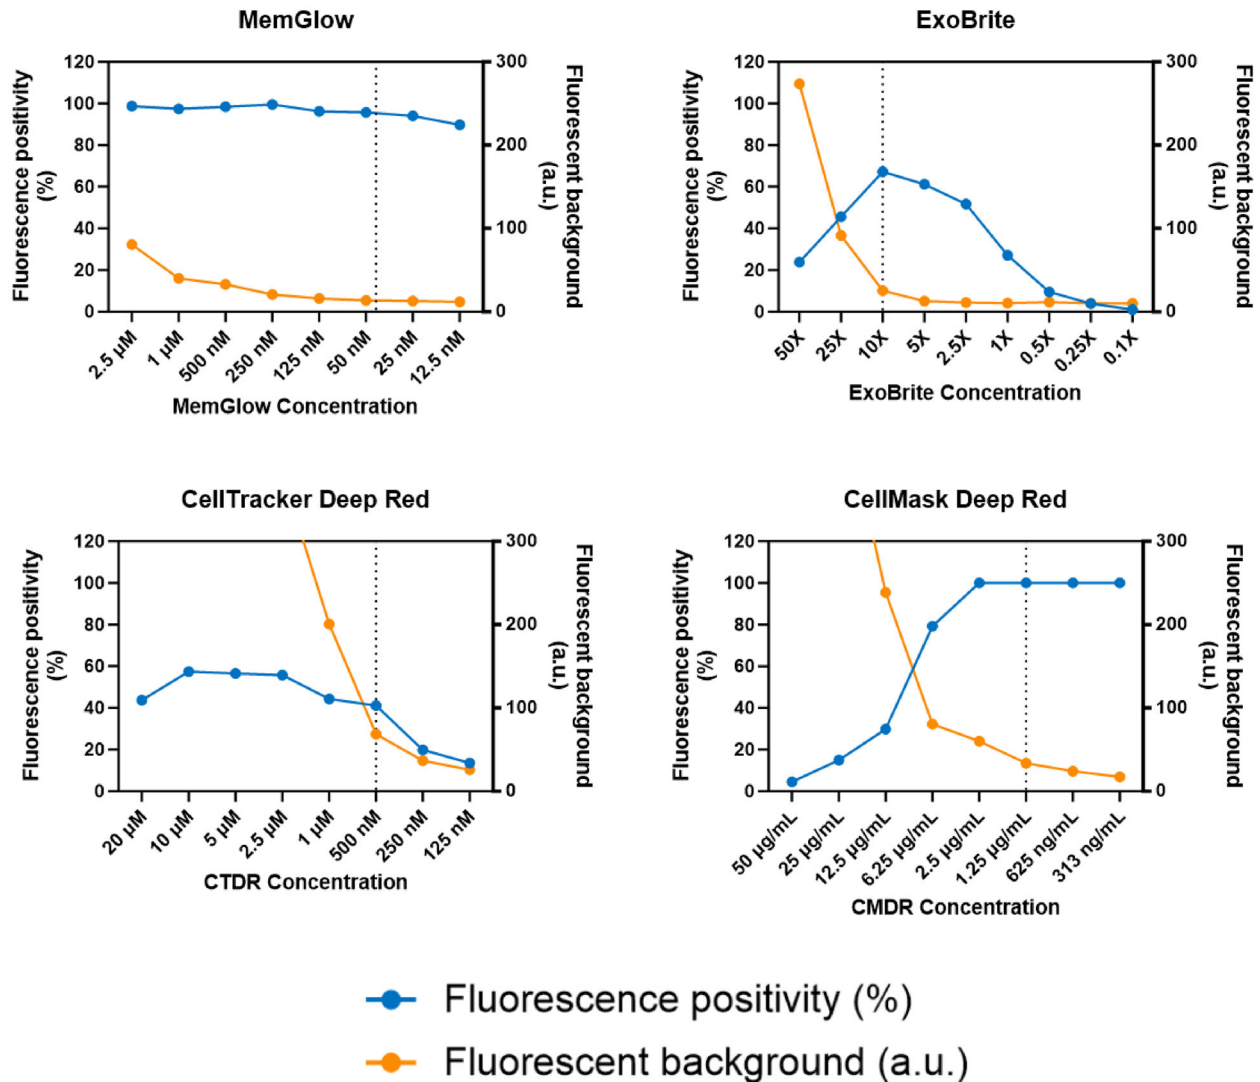 MemGlow
Fluorescence positivity
(%)
120
100
80
60
40
20
0
300
200
100
0
Fluorescent background
(a.u.)
2.5 µM
1 µM
500 nM
250 nM
125 nM
50 nM
25 nM
12.5 nM
MemGlow Concentration
ExoBrite
Fluorescence positivity
(%)
120
100
80
60
40
20
0
300
200
100
0
Fluorescent background
(a.u.)
50X
25X
10X
5X
2.5X
1X
0.5X
0.25X
0.1X
ExoBrite Concentration
CellTracker Deep Red
Fluorescence positivity
(%)
120
100
80
60
40
20
0
300
200
100
0
Fluorescent background
(a.u.)
20 µM
10 µM
5 µM
2.5 µM
1 µM
500 nM
250 nM
125 nM
CTDR Concentration
CellMask Deep Red
Fluorescence positivity
(%)
120
100
80
60
40
20
0
300
200
100
0
Fluorescent background
(a.u.)
50 µg/mL
25 µg/mL
12.5 µg/mL
6.25 µg/mL
2.5 µg/mL
1.25 µg/mL
625 ng/mL
313 ng/mL
CMDR Concentration
Fluorescence positivity (%)
Fluorescent background (a.u.)